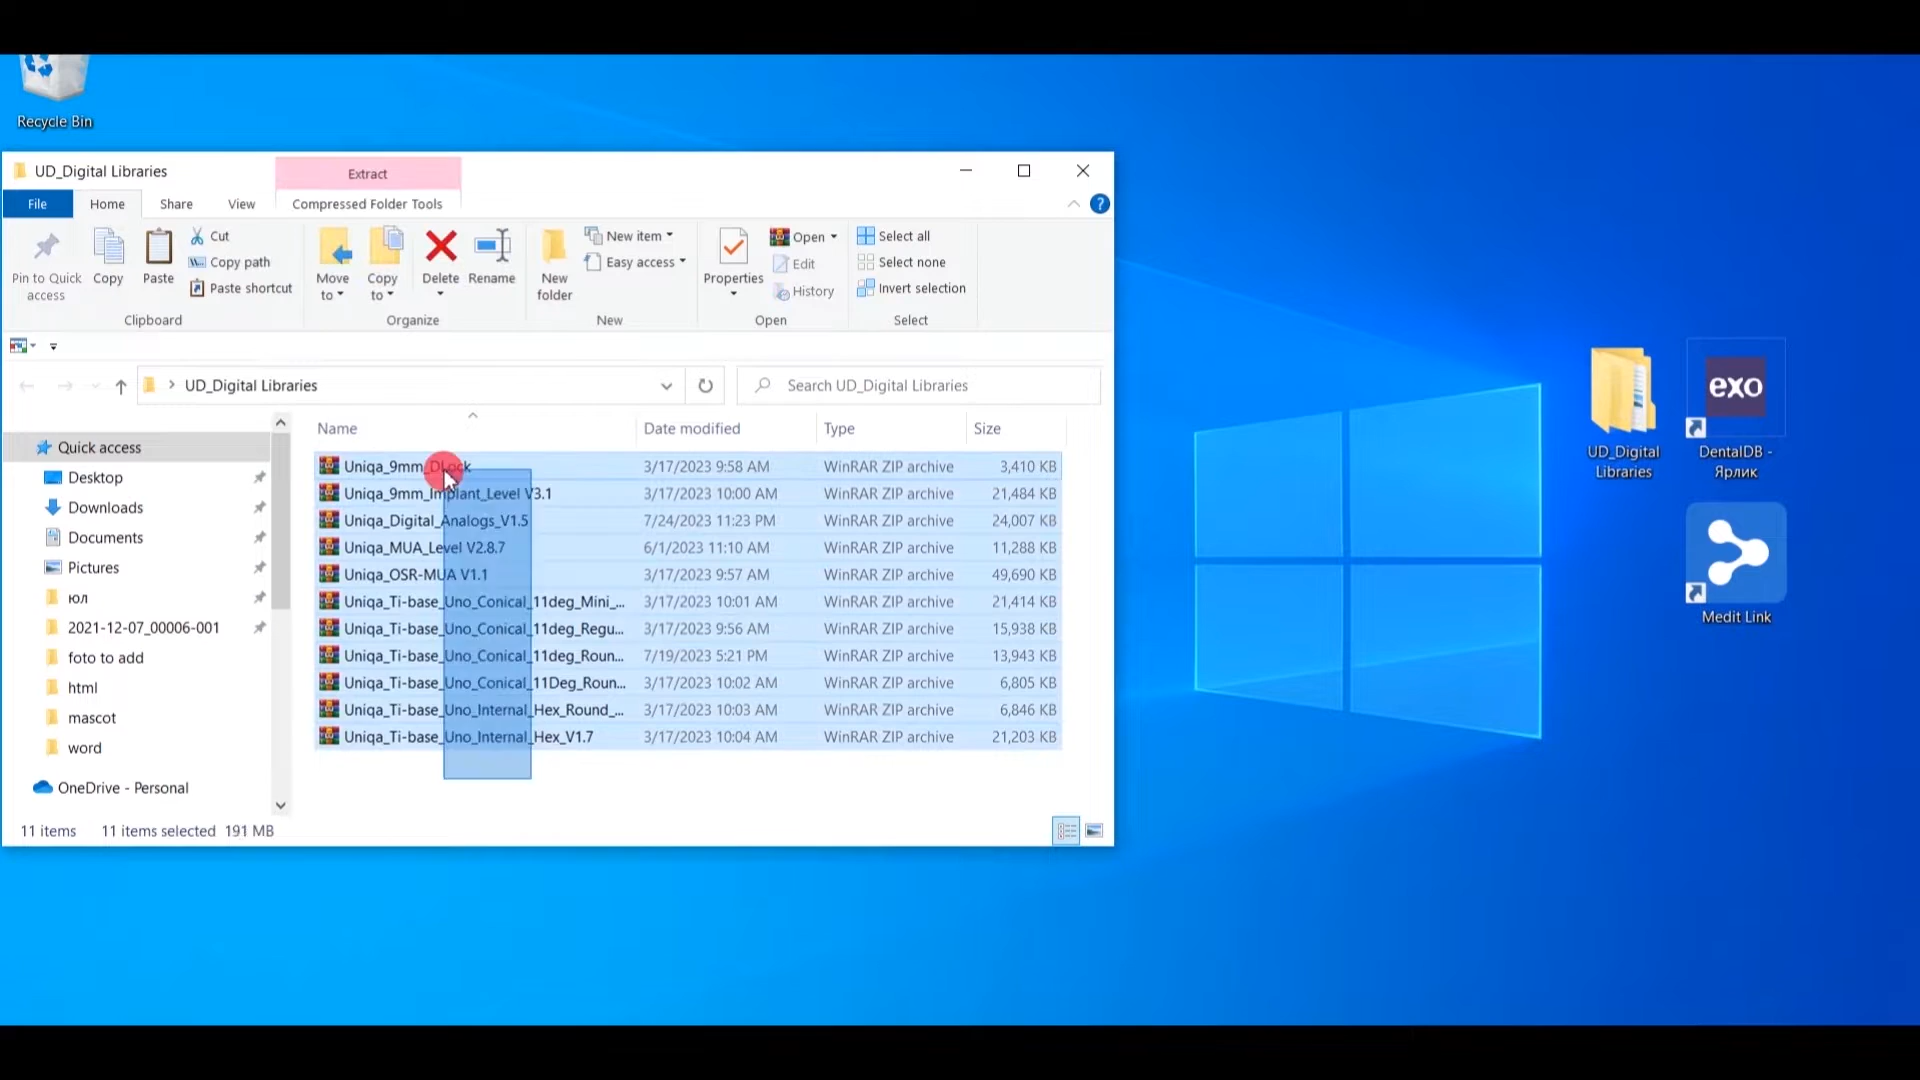 Recycle Bin
UD_Digital Libraries
Extract
File
Home
Share
View
Compressed Folder Tools
Pin to Quick access
Copy
Paste
Cut
Copy path
Paste shortcut
Clipboard
Move to
Copy to
Delete
Rename
Organize
New folder
New item
Easy access
New
Properties
Open
Edit
History
Open
Select all
Select none
Invert selection
Select
UD_Digital Libraries
Search UD_Digital Libraries
Name Date modified Type Size
Quick access
Desktop
Downloads
Documents
Pictures
юл
2021-12-07_00006-001
foto to add
html
mascot
word
OneDrive - Personal
Uniqa_9mm_DLock 3/17/2023 9:58 AM WinRAR ZIP archive 3,410 KB
Uniqa_9mm_Implant_Level V3.1 3/17/2023 10:00 AM WinRAR ZIP archive 21,484 KB
Uniqa_Digital_Analogs_V1.5 7/24/2023 11:23 PM WinRAR ZIP archive 24,007 KB
Uniqa_MUA_Level V2.8.7 6/1/2023 11:10 AM WinRAR ZIP archive 11,288 KB
Uniqa_OSR-MUA V1.1 3/17/2023 9:57 AM WinRAR ZIP archive 49,690 KB
Uniqa_Ti-base_Uno_Conical_11deg_Mini_... 3/17/2023 10:01 AM WinRAR ZIP archive 21,414 KB
Uniqa_Ti-base_Uno_Conical_11deg_Regu... 3/17/2023 9:56 AM WinRAR ZIP archive 15,938 KB
Uniqa_Ti-base_Uno_Conical_11deg_Roun... 7/19/2023 5:21 PM WinRAR ZIP archive 13,943 KB
Uniqa_Ti-base_Uno_Conical_11Deg_Roun... 3/17/2023 10:02 AM WinRAR ZIP archive 6,805 KB
Uniqa_Ti-base_Uno_Internal_Hex_Round_... 3/17/2023 10:03 AM WinRAR ZIP archive 6,846 KB
Uniqa_Ti-base_Uno_Internal_Hex_V1.7 3/17/2023 10:04 AM WinRAR ZIP archive 21,203 KB
11 items 11 items selected 191 MB
UD_Digital
Libraries
exo
DentalDB -
Ярлик
Medit Link